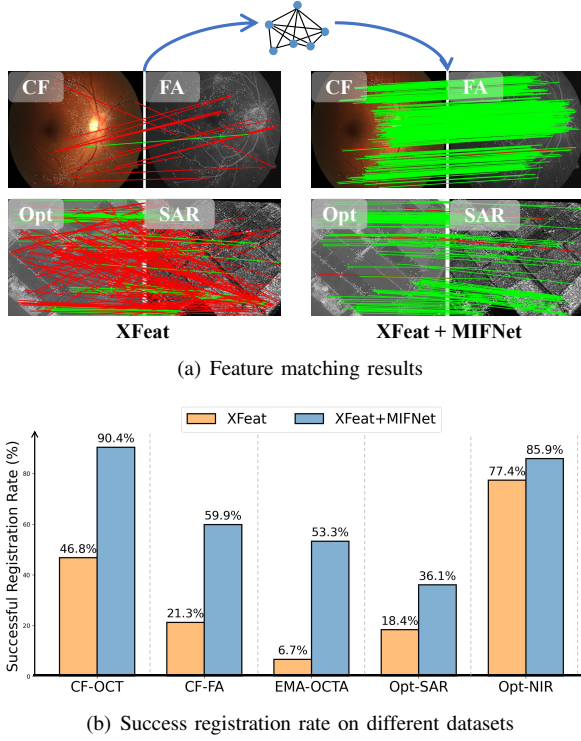 CF FA CF FA
Opt SAR Opt SAR
XFeat XFeat + MIFNet
(a) Feature matching results
XFeat XFeat+MIFNet
Successful Registration Rate (%)
80
60
40
20
0
46.8% 90.4% 21.3% 59.9% 6.7% 53.3% 18.4% 36.1% 77.4% 85.9%
CF-OCT CF-FA EMA-OCTA Opt-SAR Opt-NIR
(b) Success registration rate on different datasets